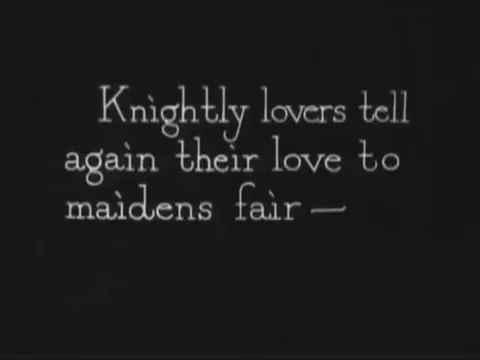 Knightly lovers tell
again their love to
maidens fair —